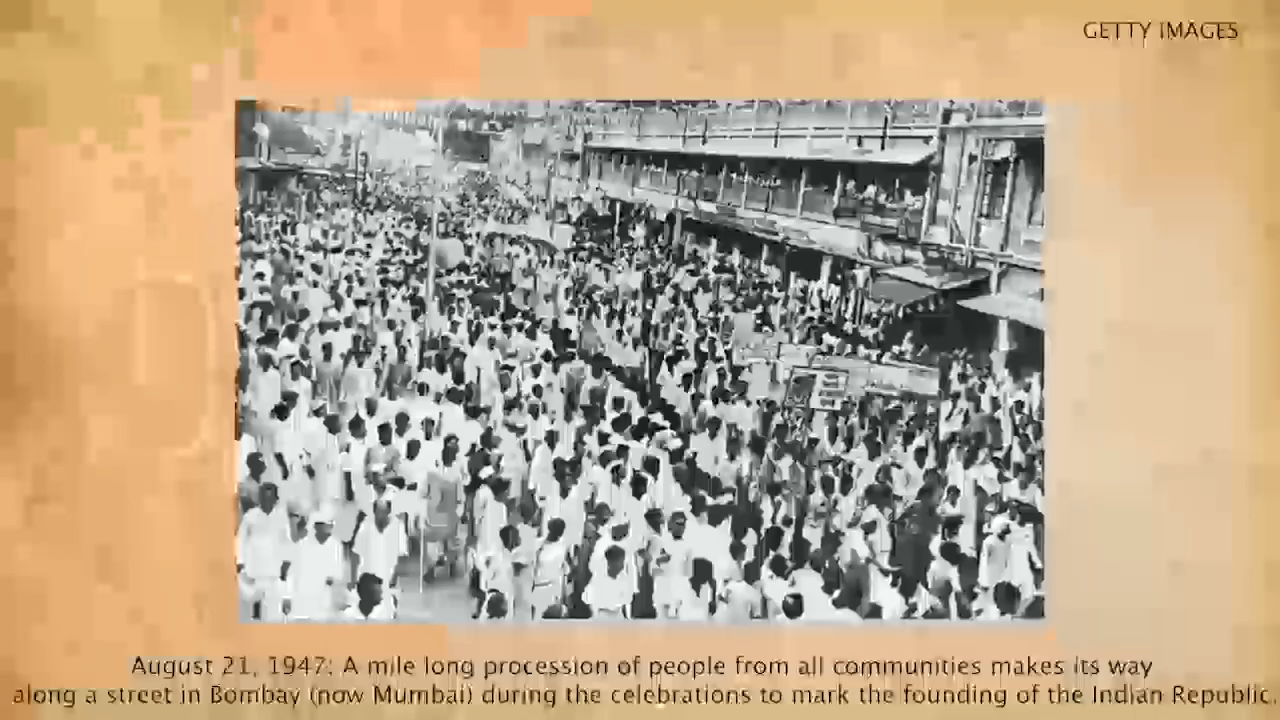 GETTY IMAGES
August 21, 1947: A mile long procession of people from all communities makes its way
along a street in Bombay (now Mumbai) during the celebrations to mark the founding of the Indian Republic.